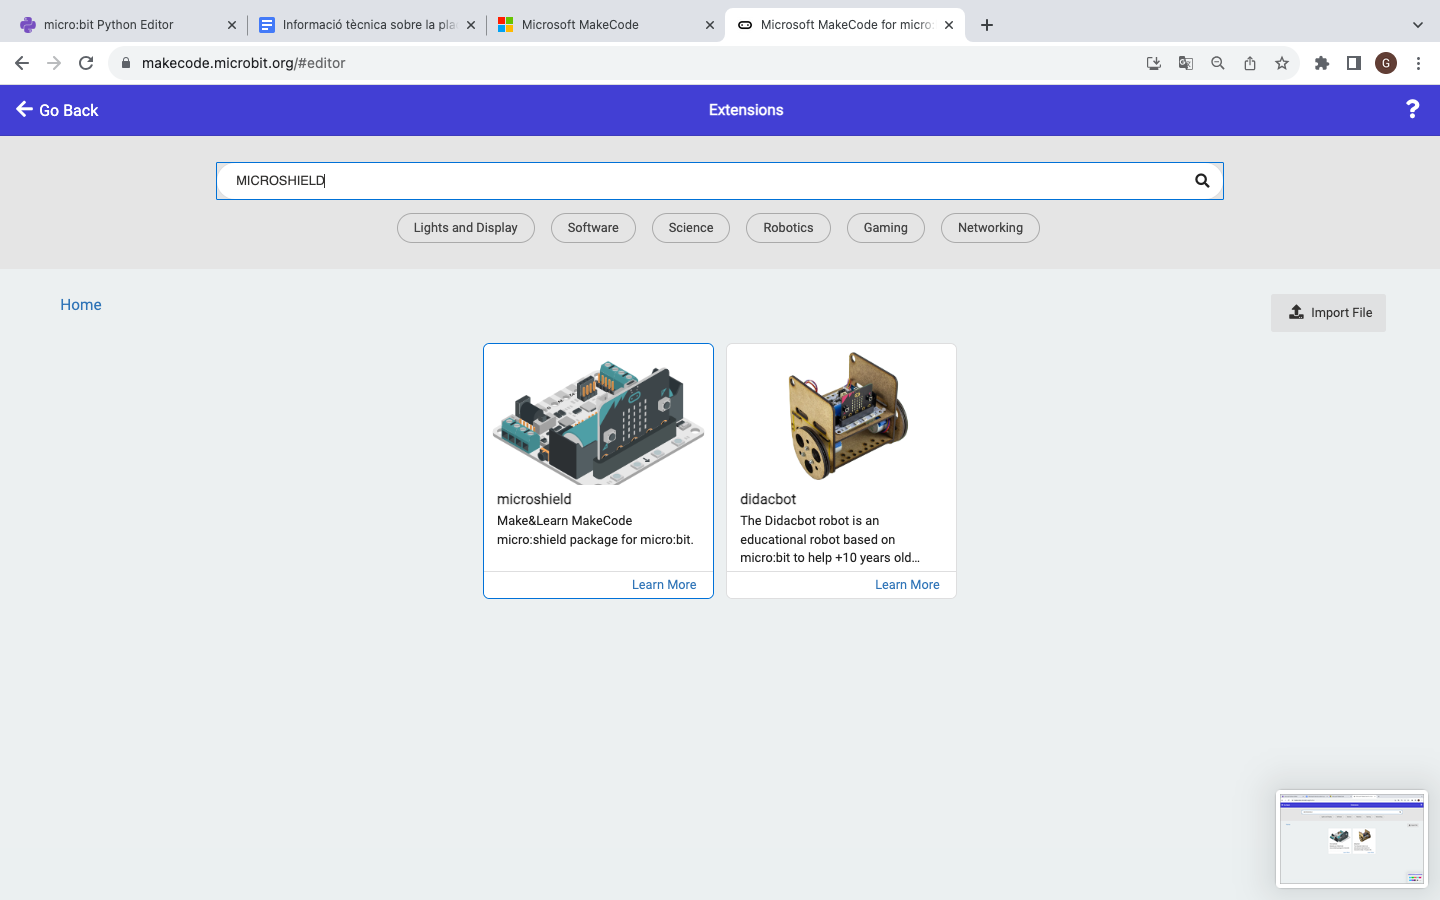 micro:bit Python Editor
Informació tècnica sobre la pla
Microsoft MakeCode
Microsoft MakeCode for micro:
makecode.microbit.org/#editor
G
Go Back
Extensions
?
MICROSHIELD
Lights and Display
Software
Science
Robotics
Gaming
Networking
Home
Import File
microshield
Make&Learn MakeCode
micro:shield package for micro:bit.
Learn More
didacbot
The Didacbot robot is an
educational robot based on
micro:bit to help +10 years old…
Learn More